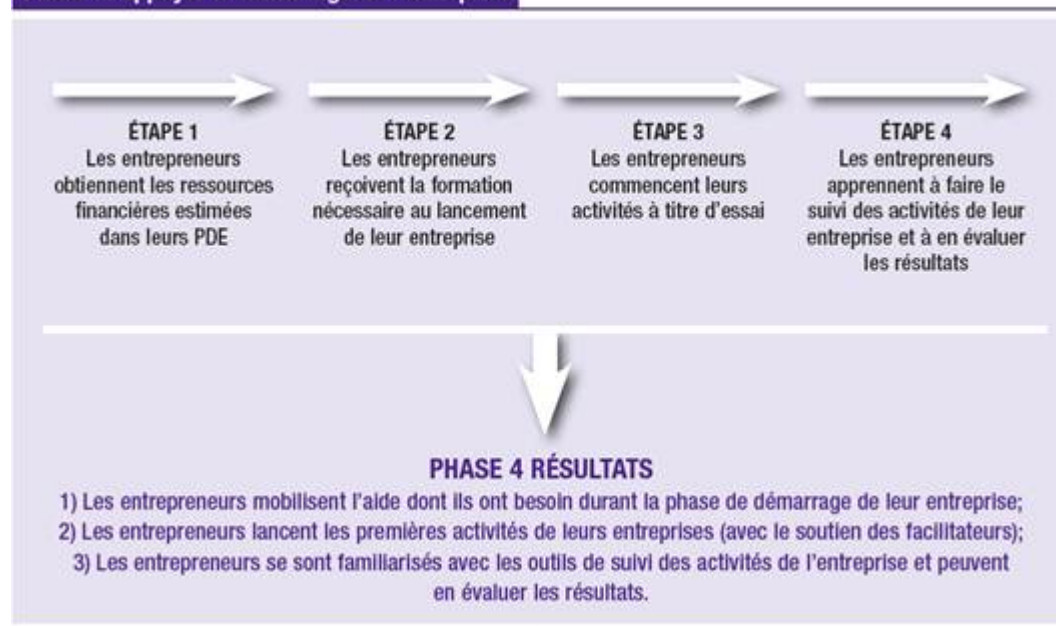 ÉTAPE 1
Les entrepreneurs
obtiennent les ressources
financières estimées
dans leurs PDE
ÉTAPE 2
Les entrepreneurs
reçoivent la formation
nécessaire au lancement
de leur entreprise
ÉTAPE 3
Les entrepreneurs
commencent leurs
activités à titre d’essai
ÉTAPE 4
Les entrepreneurs
apprennent à faire le
suivi des activités de leur
entreprise et à en évaluer
les résultats
PHASE 4 RÉSULTATS
1) Les entrepreneurs mobilisent l’aide dont ils ont besoin durant la phase de démarrage de leur entreprise;
2) Les entrepreneurs lancent les premières activités de leurs entreprises (avec le soutien des facilitateurs);
3) Les entrepreneurs se sont familiarisés avec les outils de suivi des activités de l’entreprise et peuvent
en évaluer les résultats.